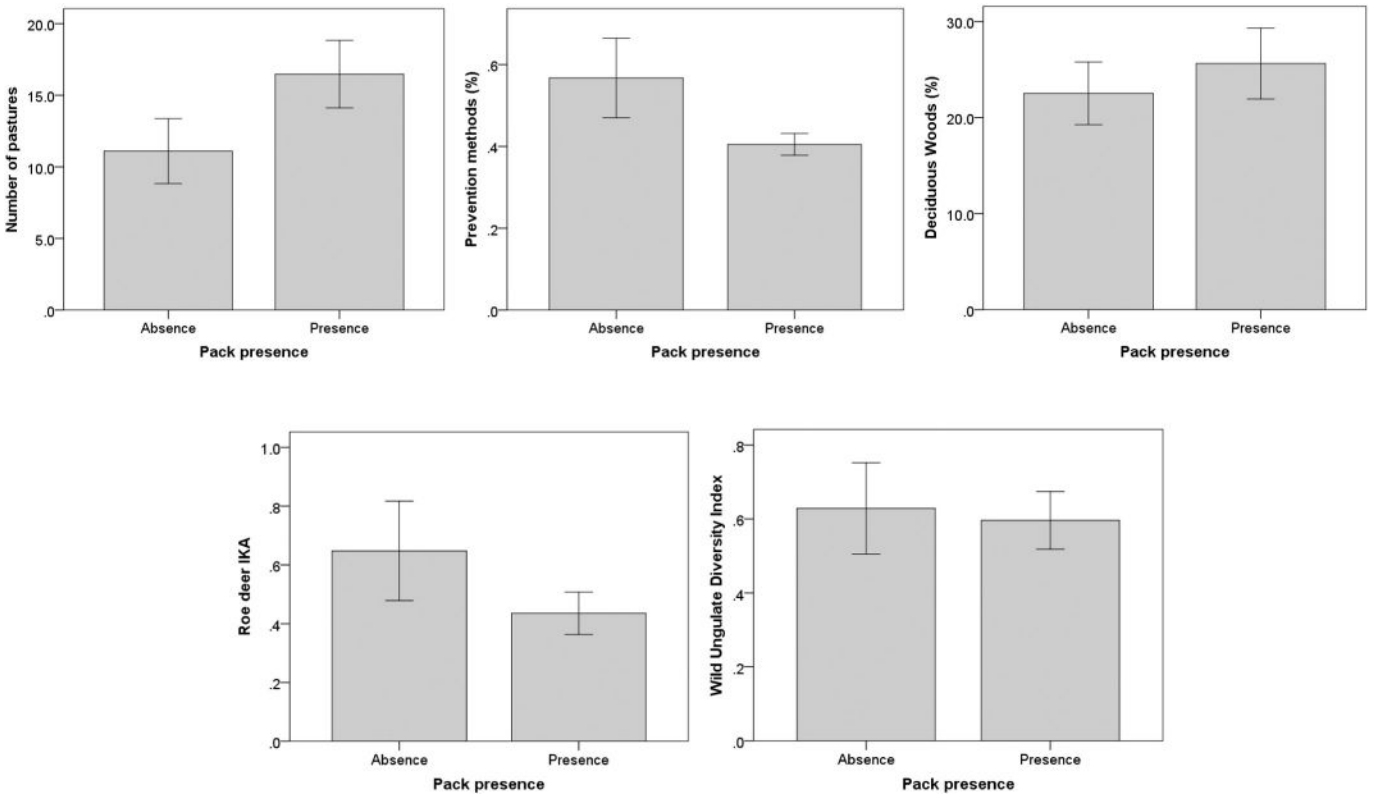 Number of pastures
20.0
15.0
10.0
5.0
.0
Absence
Presence
Pack presence
Prevention methods (%)
.6
.4
.2
.0
Absence
Presence
Pack presence
Deciduous Woods (%)
30.0
20.0
10.0
.0
Absence
Presence
Pack presence
Roe deer IKA
1.0
.8
.6
.4
.2
.0
Absence
Presence
Pack presence
Wild Ungulate Diversity Index
.8
.6
.4
.2
.0
Absence
Presence
Pack presence